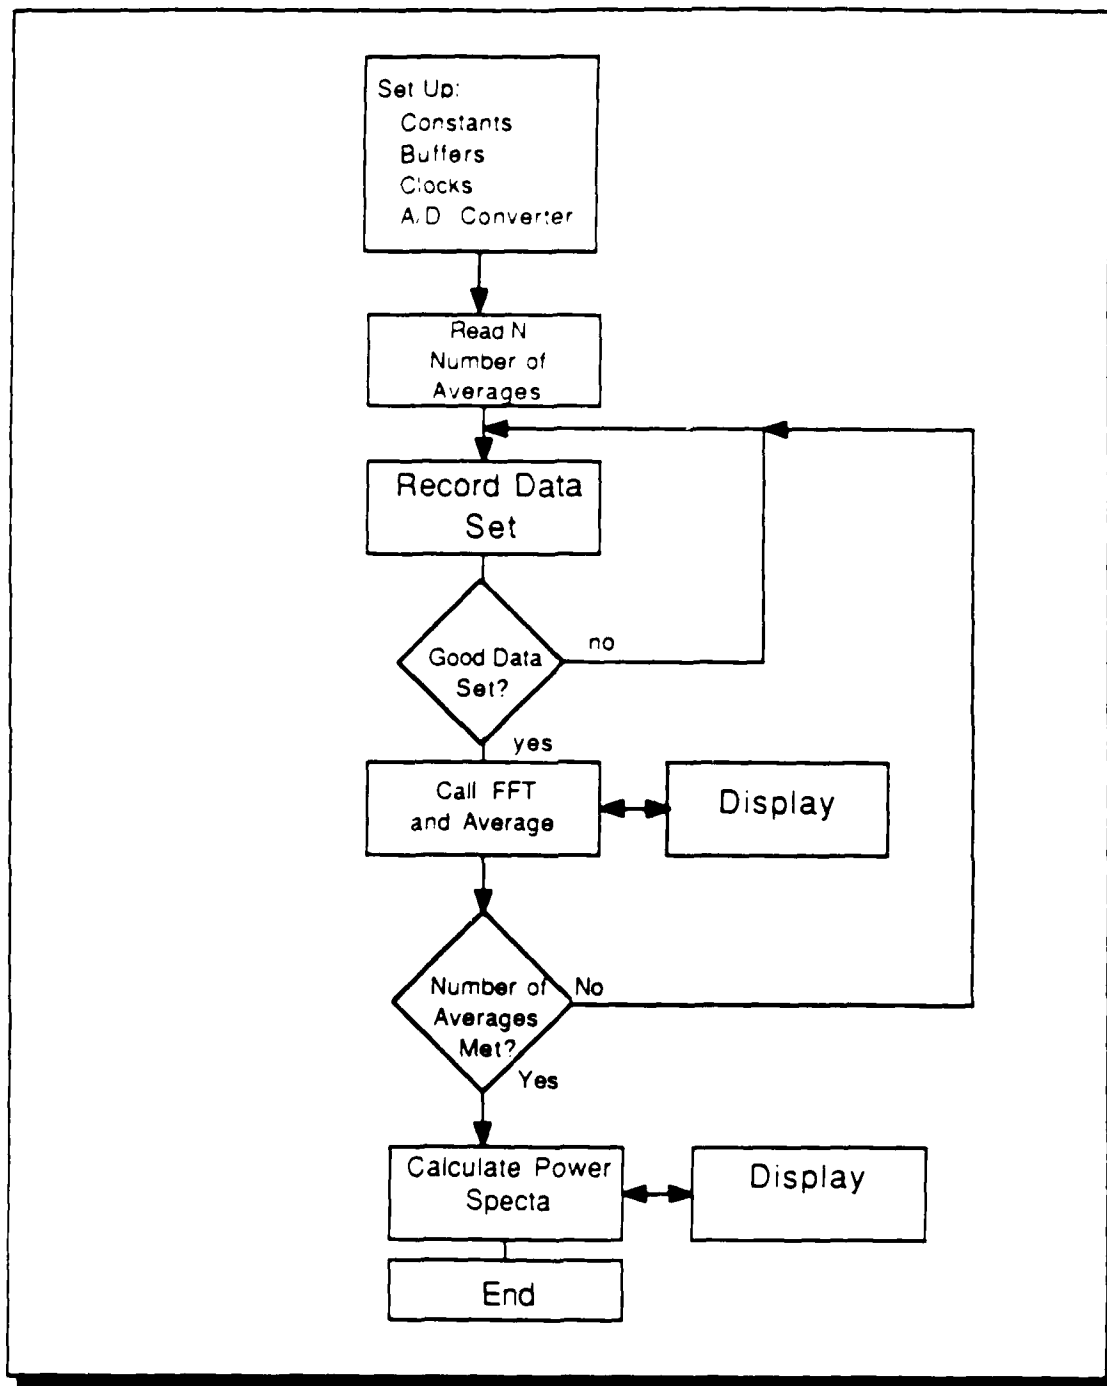 Set Up:
Constants
Buffers
Clocks
A/D Converter
Read N
Number of
Averages
Record Data
Set
Good Data
Set?
no
yes
Call FFT
and Average
Display
Number of
Averages
Met?
No
Yes
Calculate Power
Specta
Display
End